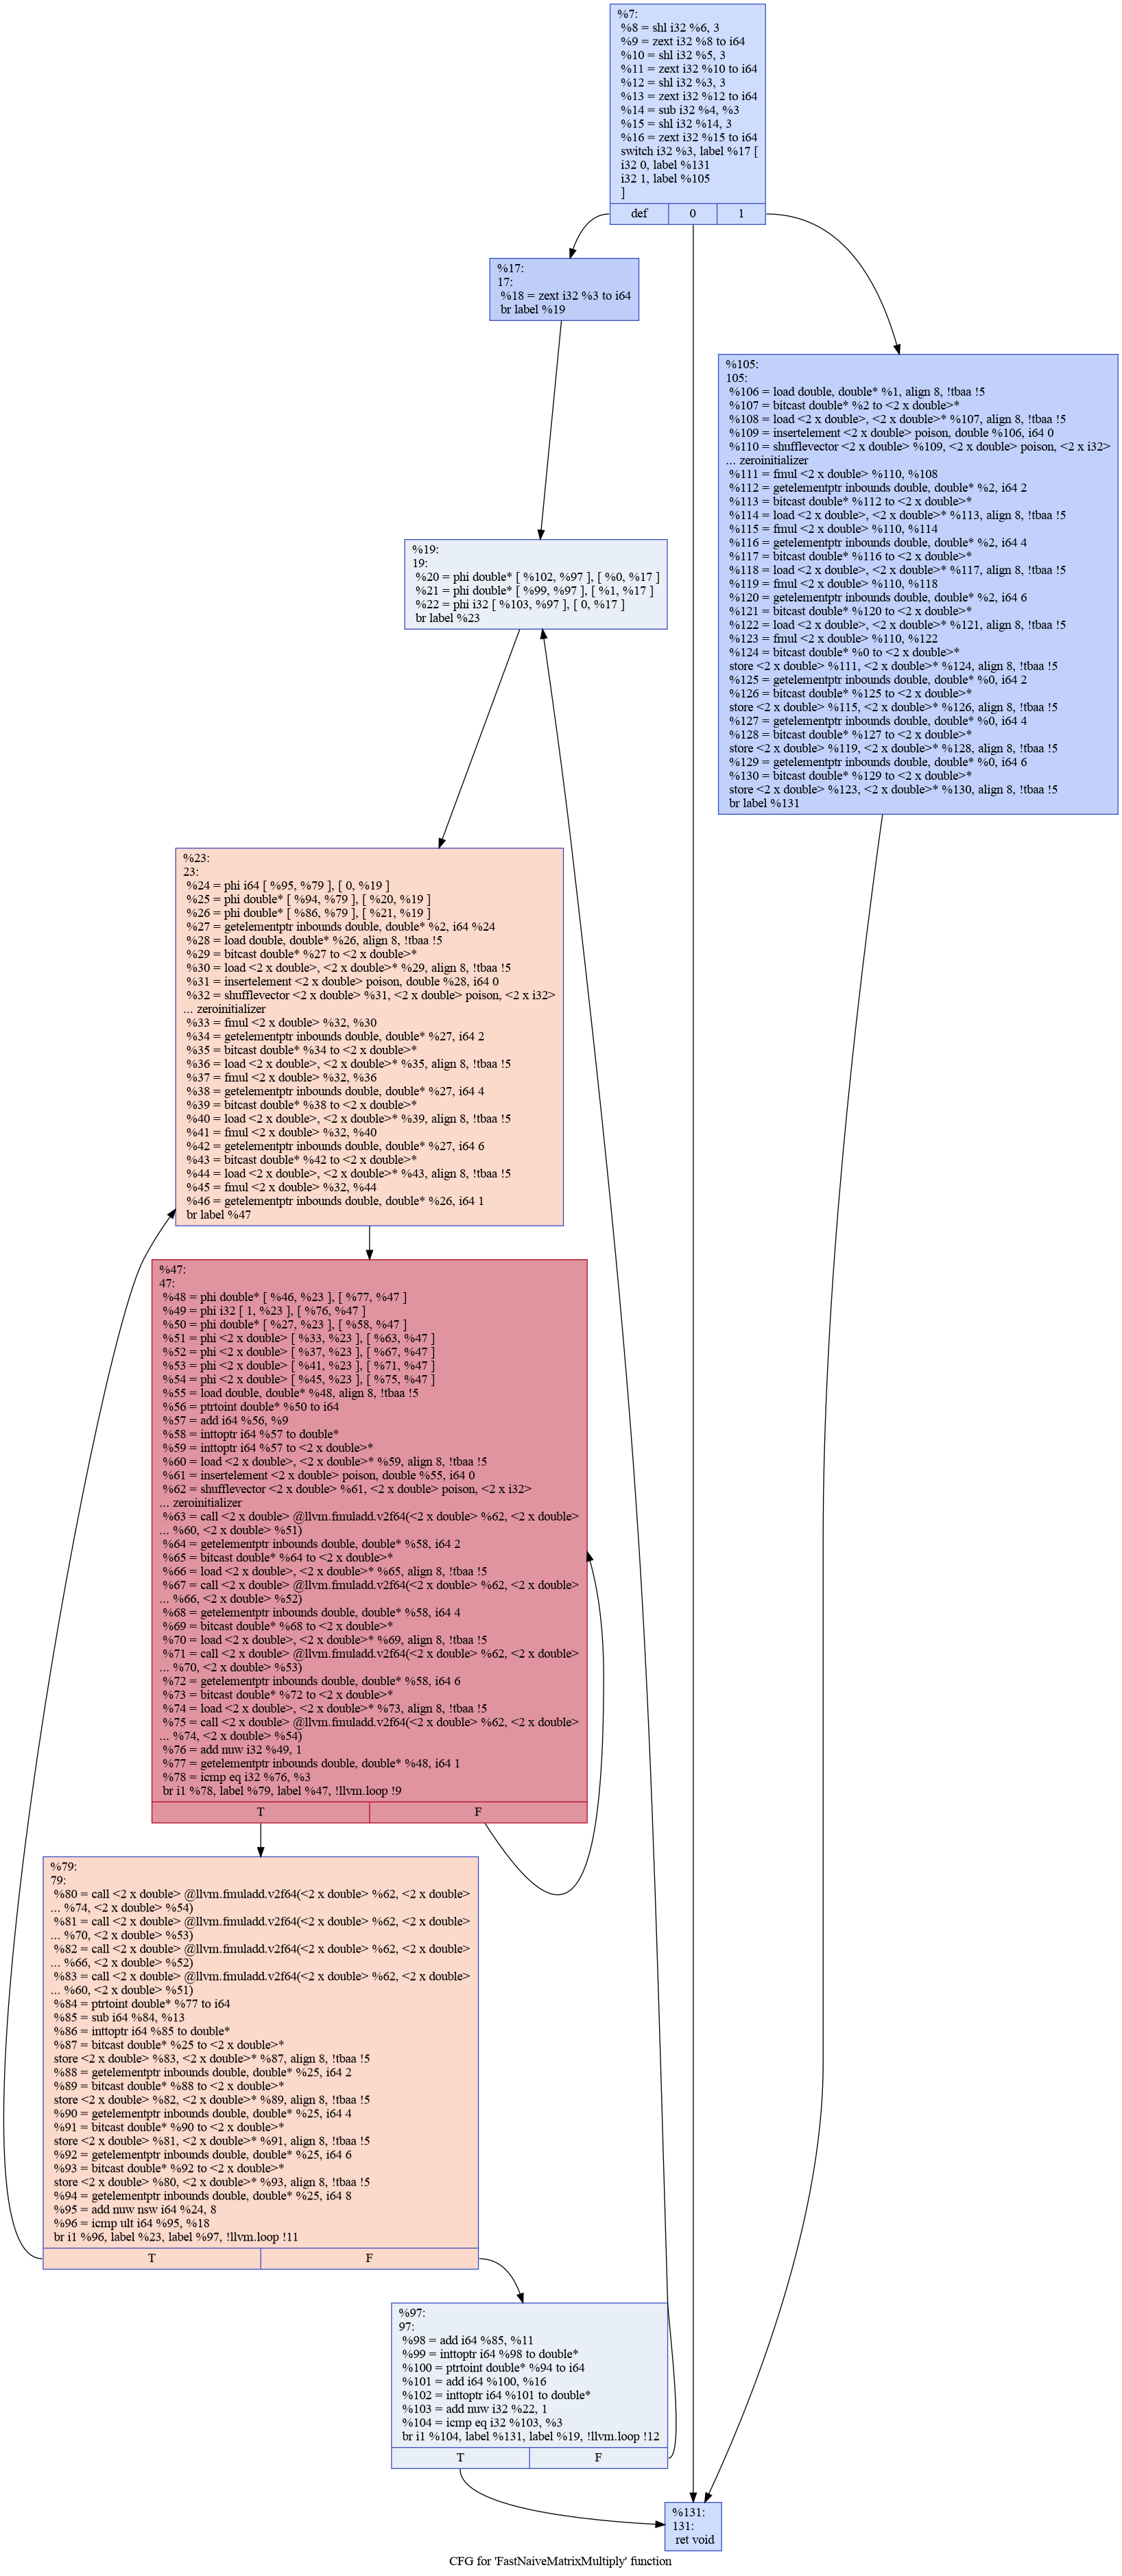 %7:
%8 = shl i32 %6, 3
%9 = zext i32 %8 to i64
%10 = shl i32 %5, 3
%11 = zext i32 %10 to i64
%12 = shl i32 %3, 3
%13 = zext i32 %12 to i64
%14 = sub i32 %4, %3
%15 = shl i32 %14, 3
%16 = zext i32 %15 to i64
switch i32 %3, label %17 [
i32 0, label %131
i32 1, label %105
]
def 0 1
%17:
17:
%18 = zext i32 %3 to i64
br label %19
%105:
105:
%106 = load double, double* %1, align 8, !tbaa !5
%107 = bitcast double* %2 to <2 x double>*
%108 = load <2 x double>, <2 x double>* %107, align 8, !tbaa !5
%109 = insertelement <2 x double> poison, double %106, i64 0
%110 = shufflevector <2 x double> %109, <2 x double> poison, <2 x i32>
... zeroinitializer
%111 = fmul <2 x double> %110, %108
%112 = getelementptr inbounds double, double* %2, i64 2
%113 = bitcast double* %112 to <2 x double>*
%114 = load <2 x double>, <2 x double>* %113, align 8, !tbaa !5
%115 = fmul <2 x double> %110, %114
%116 = getelementptr inbounds double, double* %2, i64 4
%117 = bitcast double* %116 to <2 x double>*
%118 = load <2 x double>, <2 x double>* %117, align 8, !tbaa !5
%119 = fmul <2 x double> %110, %118
%120 = getelementptr inbounds double, double* %2, i64 6
%121 = bitcast double* %120 to <2 x double>*
%122 = load <2 x double>, <2 x double>* %121, align 8, !tbaa !5
%123 = fmul <2 x double> %110, %122
%124 = bitcast double* %0 to <2 x double>*
store <2 x double> %111, <2 x double>* %124, align 8, !tbaa !5
%125 = getelementptr inbounds double, double* %0, i64 2
%126 = bitcast double* %125 to <2 x double>*
store <2 x double> %115, <2 x double>* %126, align 8, !tbaa !5
%127 = getelementptr inbounds double, double* %0, i64 4
%128 = bitcast double* %127 to <2 x double>*
store <2 x double> %119, <2 x double>* %128, align 8, !tbaa !5
%129 = getelementptr inbounds double, double* %0, i64 6
%130 = bitcast double* %129 to <2 x double>*
store <2 x double> %123, <2 x double>* %130, align 8, !tbaa !5
br label %131
%19:
19:
%20 = phi double* [ %102, %97 ], [ %0, %17 ]
%21 = phi double* [ %99, %97 ], [ %1, %17 ]
%22 = phi i32 [ %103, %97 ], [ 0, %17 ]
br label %23
%23:
23:
%24 = phi i64 [ %95, %79 ], [ 0, %19 ]
%25 = phi double* [ %94, %79 ], [ %20, %19 ]
%26 = phi double* [ %86, %79 ], [ %21, %19 ]
%27 = getelementptr inbounds double, double* %2, i64 %24
%28 = load double, double* %26, align 8, !tbaa !5
%29 = bitcast double* %27 to <2 x double>*
%30 = load <2 x double>, <2 x double>* %29, align 8, !tbaa !5
%31 = insertelement <2 x double> poison, double %28, i64 0
%32 = shufflevector <2 x double> %31, <2 x double> poison, <2 x i32>
... zeroinitializer
%33 = fmul <2 x double> %32, %30
%34 = getelementptr inbounds double, double* %27, i64 2
%35 = bitcast double* %34 to <2 x double>*
%36 = load <2 x double>, <2 x double>* %35, align 8, !tbaa !5
%37 = fmul <2 x double> %32, %36
%38 = getelementptr inbounds double, double* %27, i64 4
%39 = bitcast double* %38 to <2 x double>*
%40 = load <2 x double>, <2 x double>* %39, align 8, !tbaa !5
%41 = fmul <2 x double> %32, %40
%42 = getelementptr inbounds double, double* %27, i64 6
%43 = bitcast double* %42 to <2 x double>*
%44 = load <2 x double>, <2 x double>* %43, align 8, !tbaa !5
%45 = fmul <2 x double> %32, %44
%46 = getelementptr inbounds double, double* %26, i64 1
br label %47
%47:
47:
%48 = phi double* [ %46, %23 ], [ %77, %47 ]
%49 = phi i32 [ 1, %23 ], [ %76, %47 ]
%50 = phi double* [ %27, %23 ], [ %58, %47 ]
%51 = phi <2 x double> [ %33, %23 ], [ %63, %47 ]
%52 = phi <2 x double> [ %37, %23 ], [ %67, %47 ]
%53 = phi <2 x double> [ %41, %23 ], [ %71, %47 ]
%54 = phi <2 x double> [ %45, %23 ], [ %75, %47 ]
%55 = load double, double* %48, align 8, !tbaa !5
%56 = ptrtoint double* %50 to i64
%57 = add i64 %56, %9
%58 = inttoptr i64 %57 to double*
%59 = inttoptr i64 %57 to <2 x double>*
%60 = load <2 x double>, <2 x double>* %59, align 8, !tbaa !5
%61 = insertelement <2 x double> poison, double %55, i64 0
%62 = shufflevector <2 x double> %61, <2 x double> poison, <2 x i32>
... zeroinitializer
%63 = call <2 x double> @llvm.fmuladd.v2f64(<2 x double> %62, <2 x double>
... %60, <2 x double> %51)
%64 = getelementptr inbounds double, double* %58, i64 2
%65 = bitcast double* %64 to <2 x double>*
%66 = load <2 x double>, <2 x double>* %65, align 8, !tbaa !5
%67 = call <2 x double> @llvm.fmuladd.v2f64(<2 x double> %62, <2 x double>
... %66, <2 x double> %52)
%68 = getelementptr inbounds double, double* %58, i64 4
%69 = bitcast double* %68 to <2 x double>*
%70 = load <2 x double>, <2 x double>* %69, align 8, !tbaa !5
%71 = call <2 x double> @llvm.fmuladd.v2f64(<2 x double> %62, <2 x double>
... %70, <2 x double> %53)
%72 = getelementptr inbounds double, double* %58, i64 6
%73 = bitcast double* %72 to <2 x double>*
%74 = load <2 x double>, <2 x double>* %73, align 8, !tbaa !5
%75 = call <2 x double> @llvm.fmuladd.v2f64(<2 x double> %62, <2 x double>
... %74, <2 x double> %54)
%76 = add nuw i32 %49, 1
%77 = getelementptr inbounds double, double* %48, i64 1
%78 = icmp eq i32 %76, %3
br i1 %78, label %79, label %47, !llvm.loop !9
T F
%79:
79:
%80 = call <2 x double> @llvm.fmuladd.v2f64(<2 x double> %62, <2 x double>
... %74, <2 x double> %54)
%81 = call <2 x double> @llvm.fmuladd.v2f64(<2 x double> %62, <2 x double>
... %70, <2 x double> %53)
%82 = call <2 x double> @llvm.fmuladd.v2f64(<2 x double> %62, <2 x double>
... %66, <2 x double> %52)
%83 = call <2 x double> @llvm.fmuladd.v2f64(<2 x double> %62, <2 x double>
... %60, <2 x double> %51)
%84 = ptrtoint double* %77 to i64
%85 = sub i64 %84, %13
%86 = inttoptr i64 %85 to double*
%87 = bitcast double* %25 to <2 x double>*
store <2 x double> %83, <2 x double>* %87, align 8, !tbaa !5
%88 = getelementptr inbounds double, double* %25, i64 2
%89 = bitcast double* %88 to <2 x double>*
store <2 x double> %82, <2 x double>* %89, align 8, !tbaa !5
%90 = getelementptr inbounds double, double* %25, i64 4
%91 = bitcast double* %90 to <2 x double>*
store <2 x double> %81, <2 x double>* %91, align 8, !tbaa !5
%92 = getelementptr inbounds double, double* %25, i64 6
%93 = bitcast double* %92 to <2 x double>*
store <2 x double> %80, <2 x double>* %93, align 8, !tbaa !5
%94 = getelementptr inbounds double, double* %25, i64 8
%95 = add nuw nsw i64 %24, 8
%96 = icmp ult i64 %95, %18
br i1 %96, label %23, label %97, !llvm.loop !11
T F
%97:
97:
%98 = add i64 %85, %11
%99 = inttoptr i64 %98 to double*
%100 = ptrtoint double* %94 to i64
%101 = add i64 %100, %16
%102 = inttoptr i64 %101 to double*
%103 = add nuw i32 %22, 1
%104 = icmp eq i32 %103, %3
br i1 %104, label %131, label %19, !llvm.loop !12
T F
%131:
131:
ret void
CFG for 'FastNaiveMatrixMultiply' function